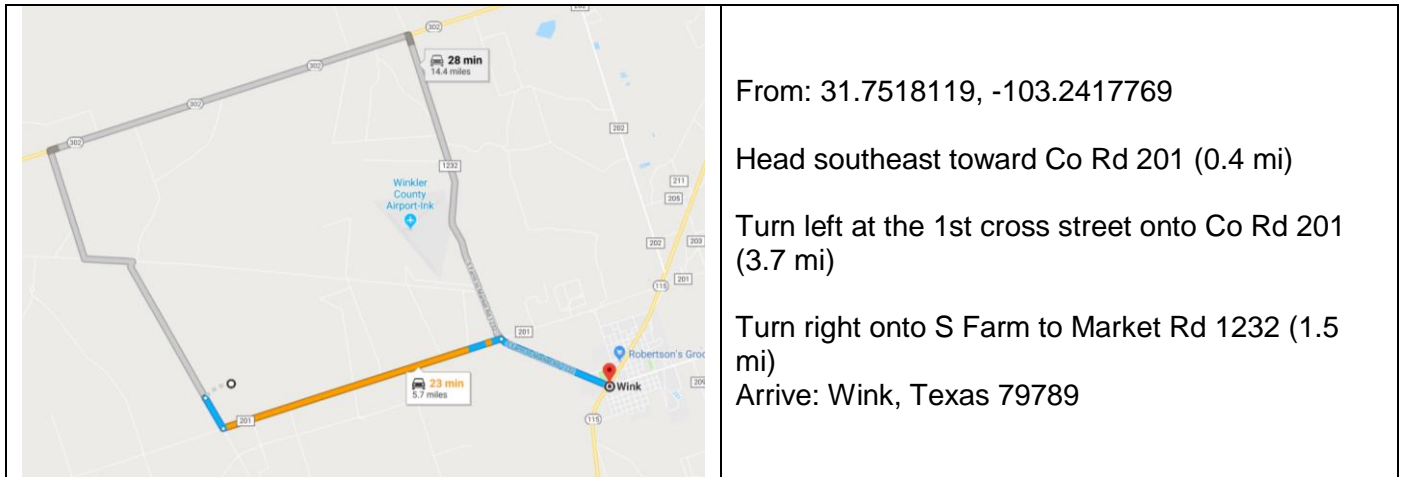 302
28 min
14.4 miles
302
302
302
202
1232
Winkler
County
Airport-Ink
211
205
202
203
201
115
201
Robertson's Groc
23 min
5.7 miles
Wink
209
201
115
From: 31.7518119, -103.2417769
Head southeast toward Co Rd 201 (0.4 mi)
Turn left at the 1st cross street onto Co Rd 201
(3.7 mi)
Turn right onto S Farm to Market Rd 1232 (1.5
mi)
Arrive: Wink, Texas 79789